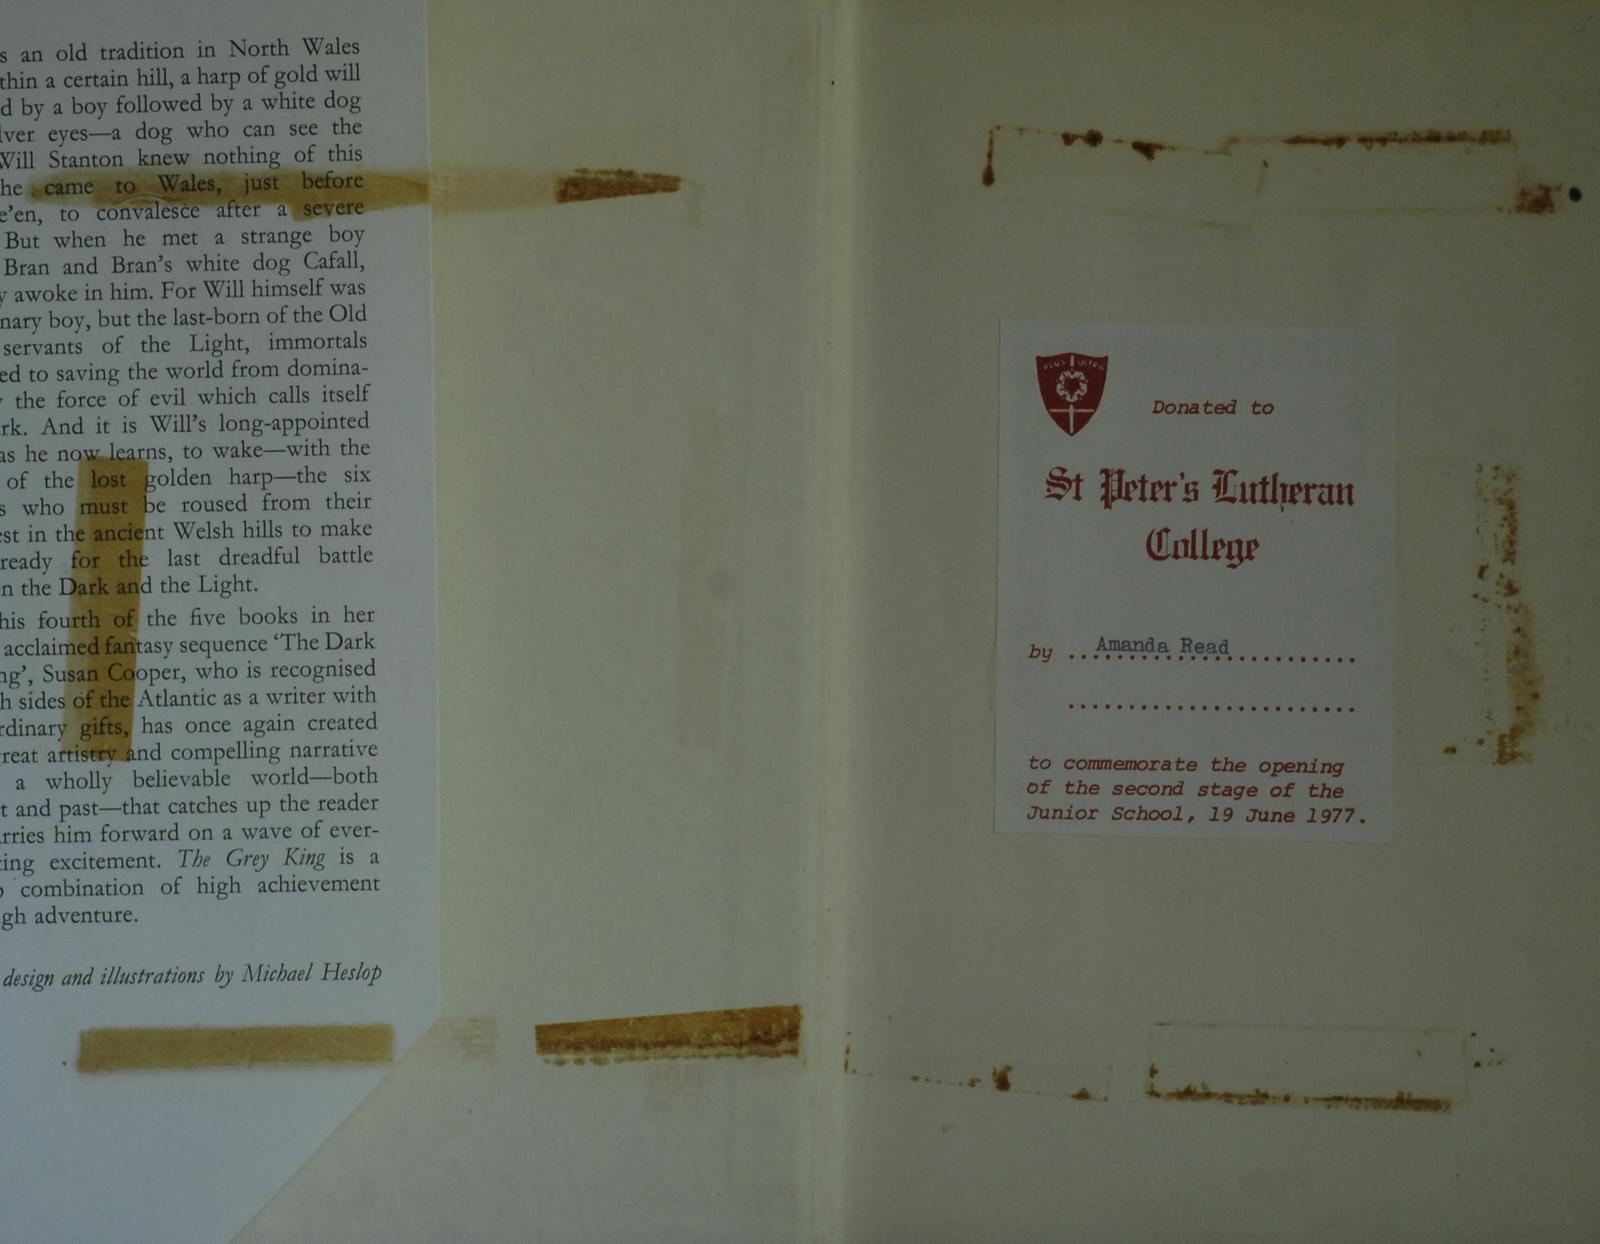 s an old tradition in North Wales
thin a certain hill, a harp of gold will
d by a boy followed by a white dog
lver eyes—a dog who can see the
Will Stanton knew nothing of this
he came to Wales, just before
e'en, to convalesce after a severe
But when he met a strange boy
Bran and Bran's white dog Cafall,
y awoke in him. For Will himself was
nary boy, but the last-born of the Old
servants of the Light, immortals
ed to saving the world from domina-
the force of evil which calls itself
rk. And it is Will's long-appointed
as he now learns, to wake—with the
of the lost golden harp—the six
s who must be roused from their
est in the ancient Welsh hills to make
ready for the last dreadful battle
n the Dark and the Light.
his fourth of the five books in her
acclaimed fantasy sequence 'The Dark
ng', Susan Cooper, who is recognised
h sides of the Atlantic as a writer with
rdinary gifts, has once again created
reat artistry and compelling narrative
a wholly believable world—both
t and past—that catches up the reader
rries him forward on a wave of ever-
ing excitement. The Grey King is a
combination of high achievement
gh adventure.
design and illustrations by Michael Heslop
PLUS ULTRA
Donated to
St Peter's Lutheran
College
by ..Amanda Read
to commemorate the opening
of the second stage of the
Junior School, 19 June 1977.